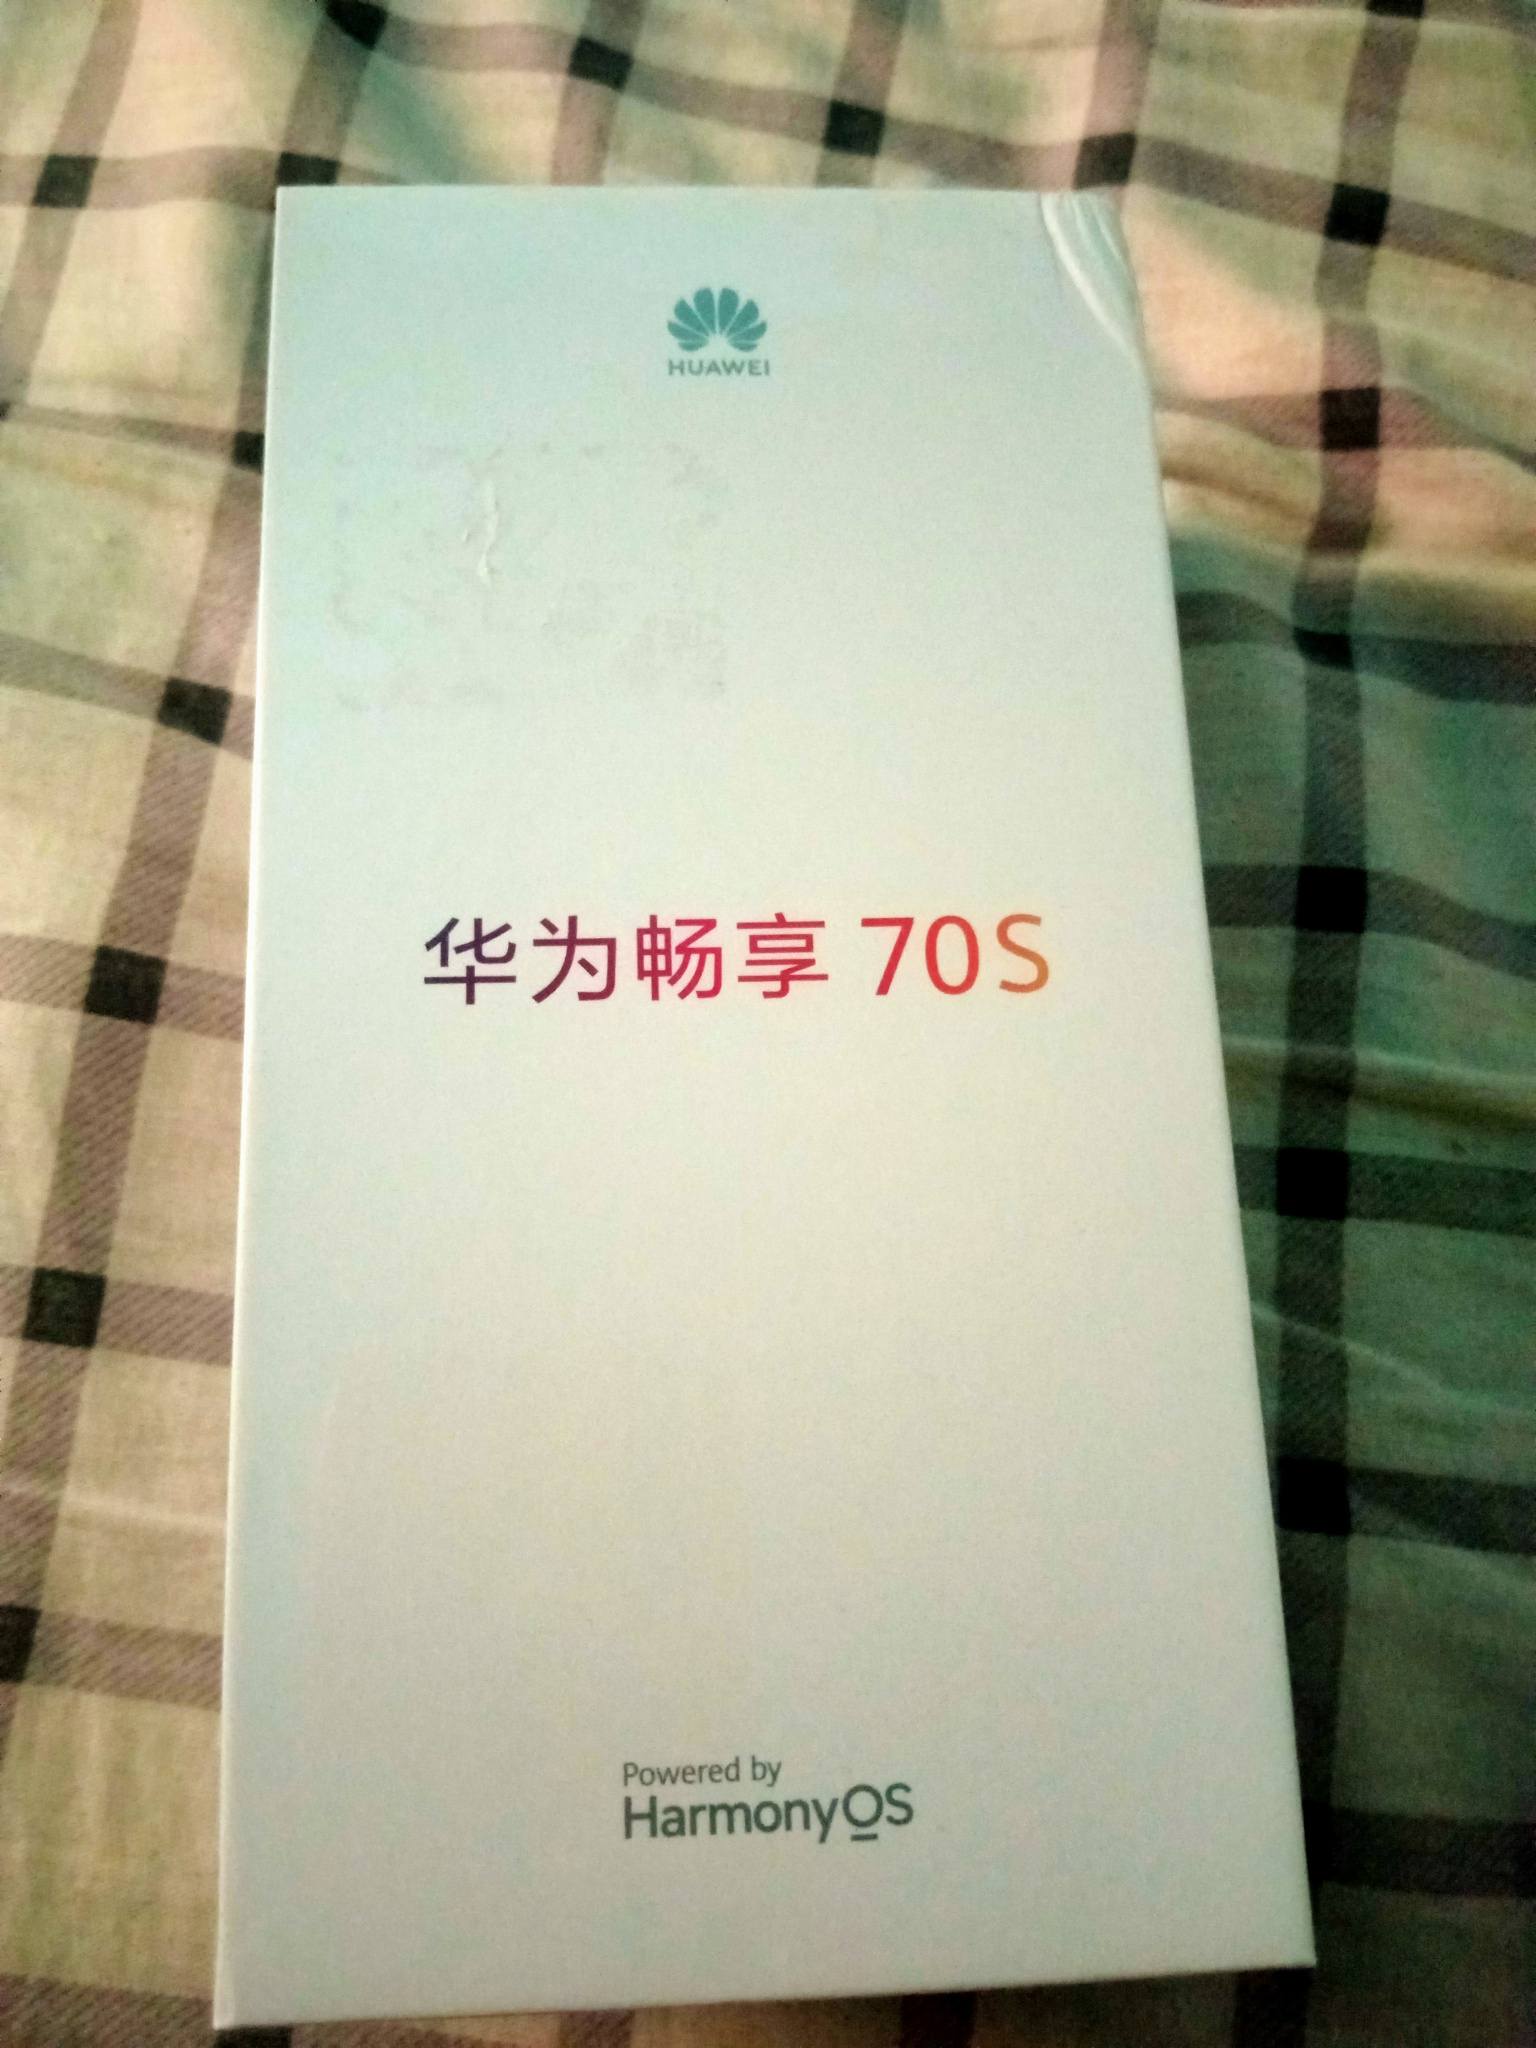 HUAWEI
华为畅享 70S
Powered by
HarmonyOS